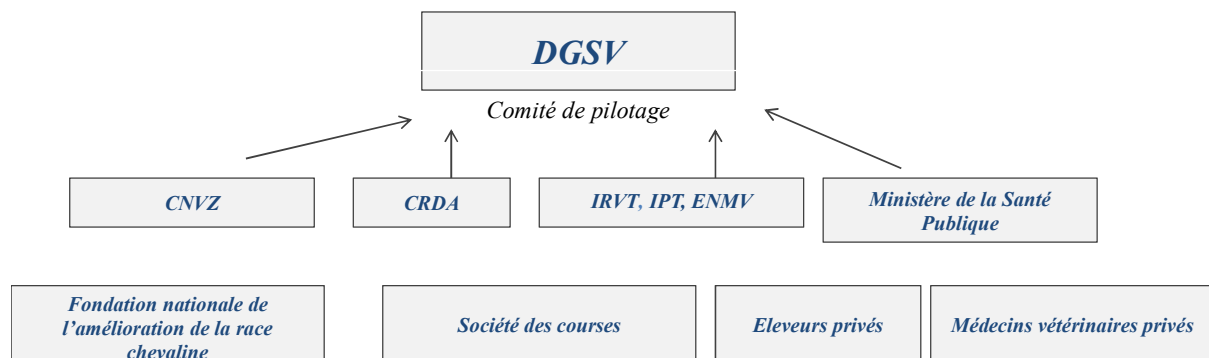 DGSV
Comité de pilotage
CNVZ
CRDA
IRVT, IPT, ENMV
Ministère de la Santé
Publique
Fondation nationale de
l'amélioration de la race
chevaline
Société des courses
Eleveurs privés
Médecins vétérinaires privés